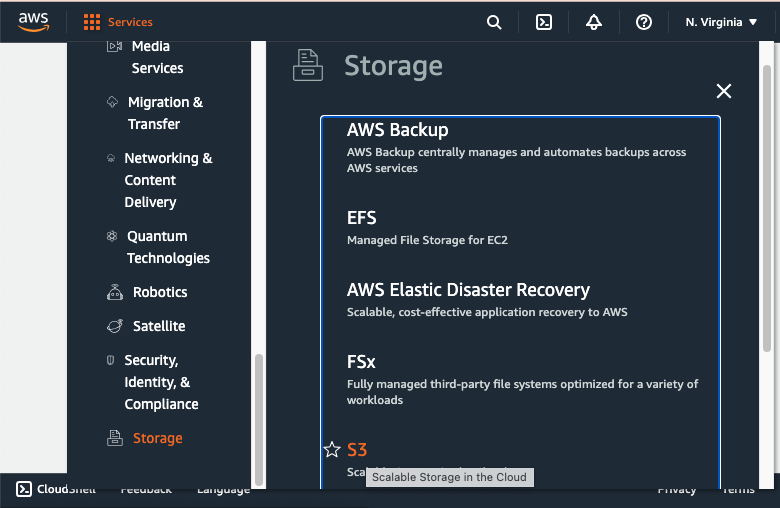 aws
Services
N. Virginia
Media
Services
Migration &
Transfer
Networking &
Content
Delivery
Quantum
Technologies
Robotics
Satellite
Security,
Identity, &
Compliance
Storage
Storage
AWS Backup
AWS Backup centrally manages and automates backups across
AWS services
EFS
Managed File Storage for EC2
AWS Elastic Disaster Recovery
Scalable, cost-effective application recovery to AWS
FSx
Fully managed third-party file systems optimized for a variety of
workloads
S3
Scalable Storage in the Cloud
CloudShell
Feedback
Language
Privacy
Terms